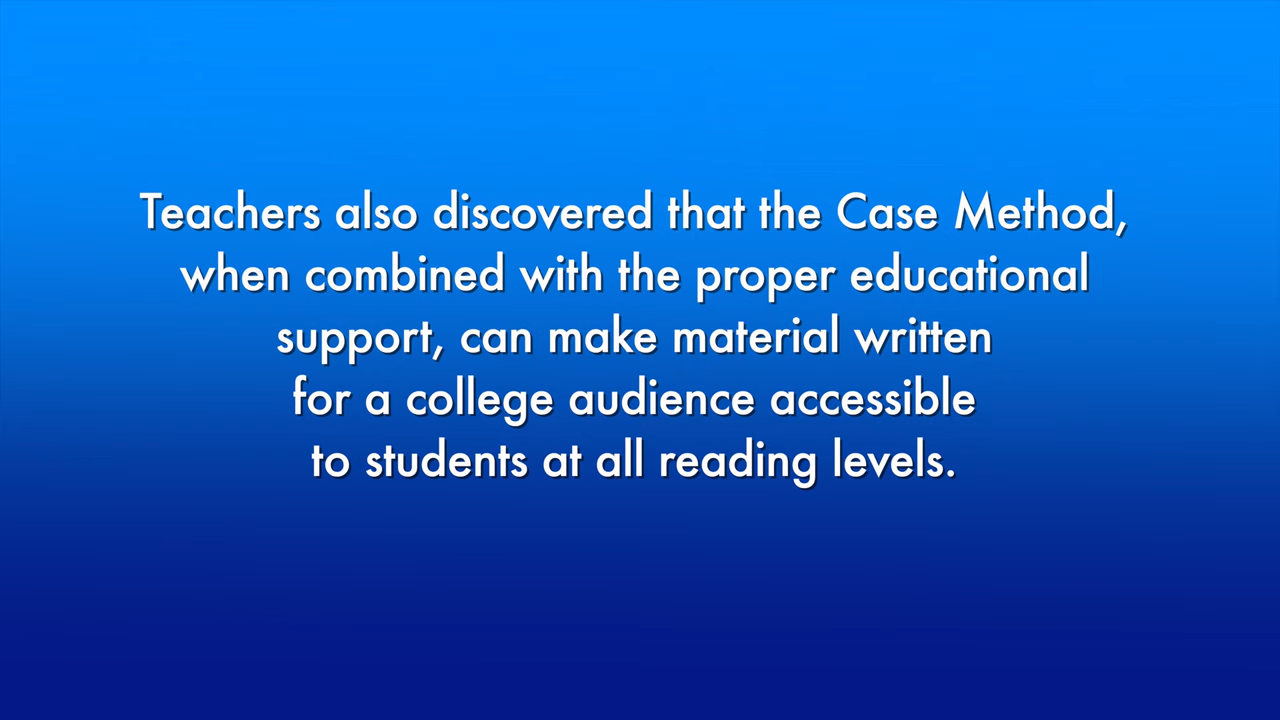 Teachers also discovered that the Case Method,
when combined with the proper educational
support, can make material written
for a college audience accessible
to students at all reading levels.